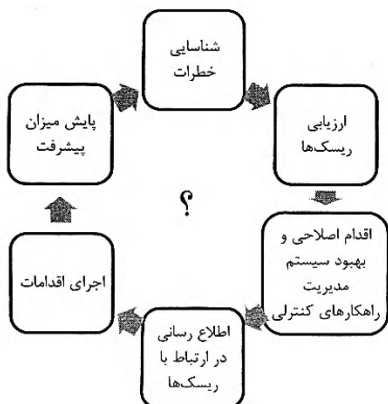 شناسایی
خطرات
ارزیابی
ریسک‌ها
اقدام اصلاحی و
بهبود سیستم
مدیریت
راهکارهای کنترلی
اطلاع رسانی
در ارتباط با
ریسک‌ها
اجرای اقدامات
پایش میزان
پیشرفت
؟